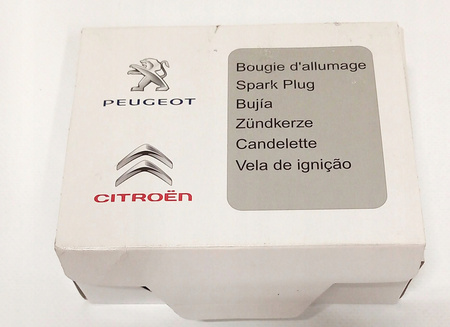 PEUGEOT
CITROËN
Bougie d'allumage
Spark Plug
Bujía
Zündkerze
Candelette
Vela de ignição